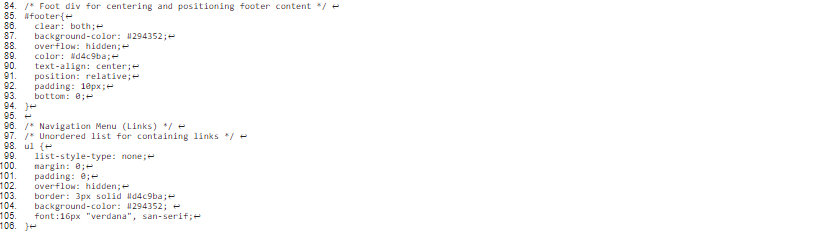 84. /* Foot div for centering and positioning footer content */ ↩
85. #footer{↩
86. clear: both;↩
87. background-color: #294352;↩
88. overflow: hidden;↩
89. color: #d4c9ba;↩
90. text-align: center;↩
91. position: relative;↩
92. padding: 10px;↩
93. bottom: 0;↩
94. }↩
95. ↩
96. /* Navigation Menu (Links) */ ↩
97. /* Unordered list for containing links */ ↩
98. ul {↩
99. list-style-type: none;↩
100. margin: 0;↩
101. padding: 0;↩
102. overflow: hidden;↩
103. border: 3px solid #d4c9ba;↩
104. background-color: #294352; ↩
105. font:16px "verdana", san-serif;↩
106. }↩